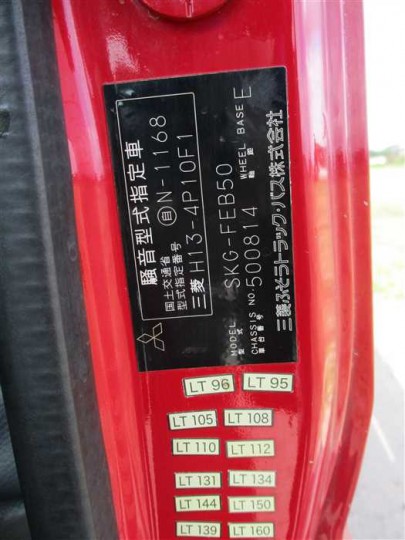 騒音型式指定車
国土交通省
型式指定番号
自N-1168
三菱 H13-4P10F1
MODEL
型式
SKG-FEB50
CHASSIS NO.
車台番号
500814
WHEEL BASE
軸距
E
三菱ふそうトラック・バス株式会社
LT 96
LT 95
LT 105
LT 108
LT 110
LT 112
LT 131
LT 134
LT 144
LT 150
LT 139
LT 160